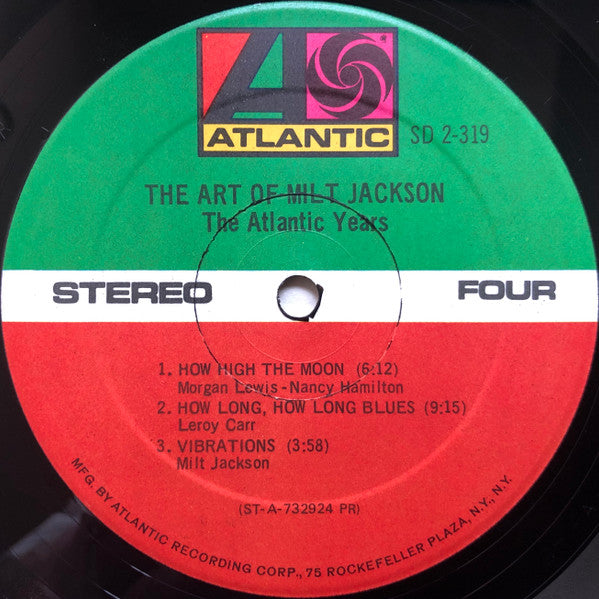 ATLANTIC
SD 2-319
THE ART OF MILT JACKSON
The Atlantic Years
STEREO
FOUR
1. HOW HIGH THE MOON (6:12)
Morgan Lewis-Nancy Hamilton
2. HOW LONG, HOW LONG BLUES (9:15)
Leroy Carr
3. VIBRATIONS (3:58)
Milt Jackson
(ST-A-732924 PR)
MFG. BY ATLANTIC RECORDING CORP., 75 ROCKEFELLER PLAZA, N.Y., N.Y.